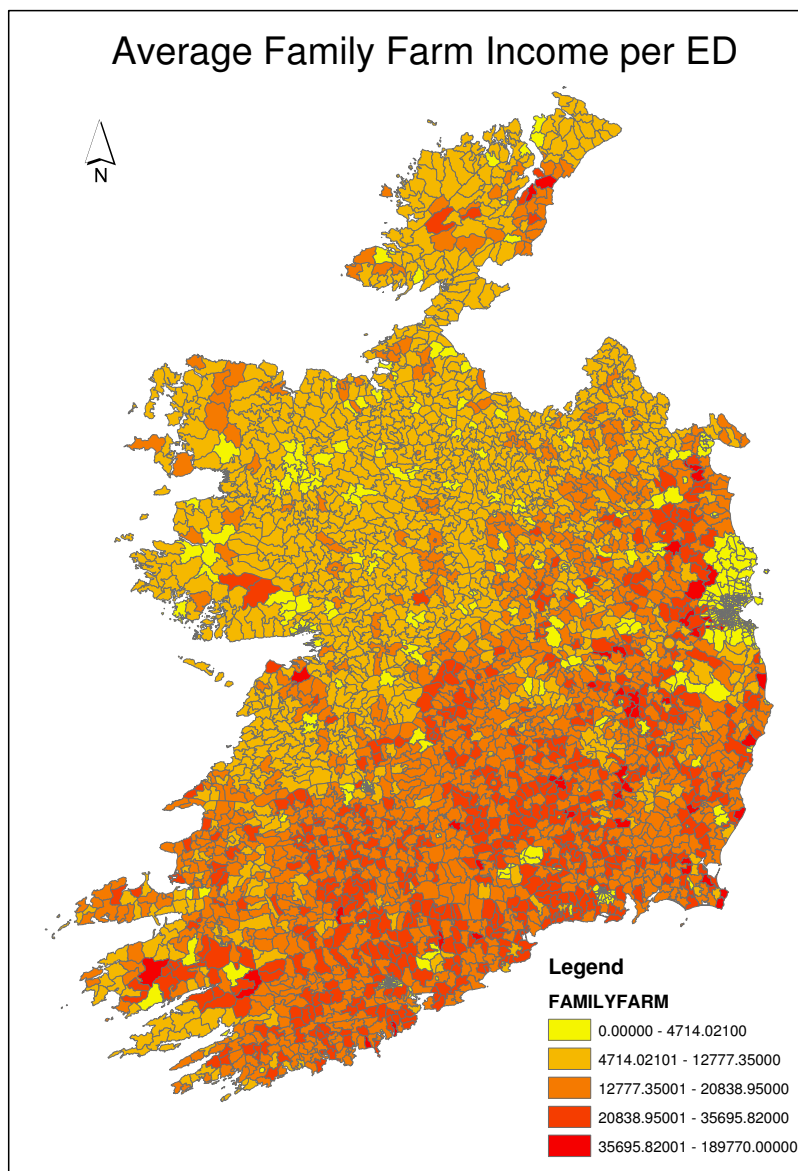 Average Family Farm Income per ED
N
Legend
FAMILYFARM
0.00000 - 4714.02100
4714.02101 - 12777.35000
12777.35001 - 20838.95000
20838.95001 - 35695.82000
35695.82001 - 189770.00000